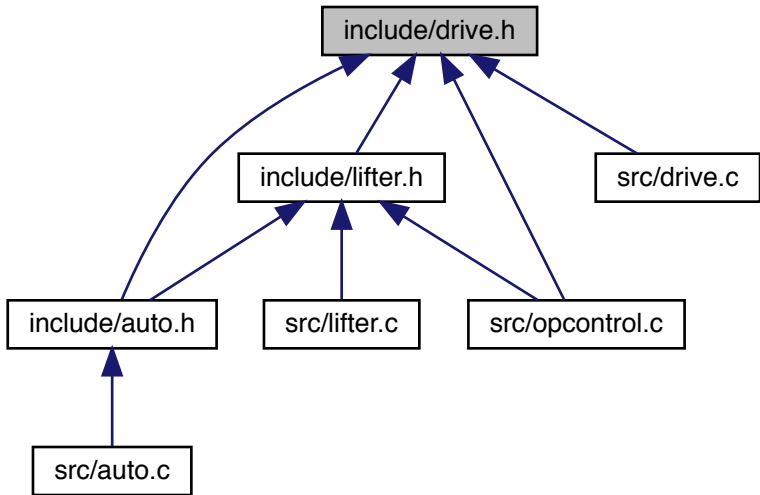 include/drive.h
include/lifter.h
src/drive.c
include/auto.h
src/lifter.c
src/opcontrol.c
src/auto.c